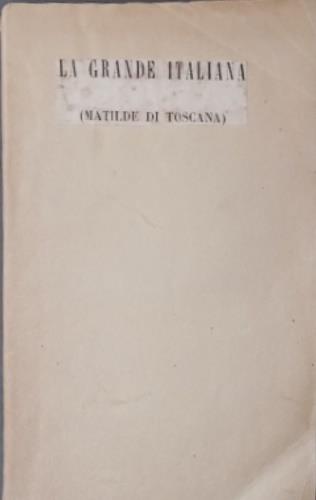 LA GRANDE ITALIANA
(MATILDE DI TOSCANA)